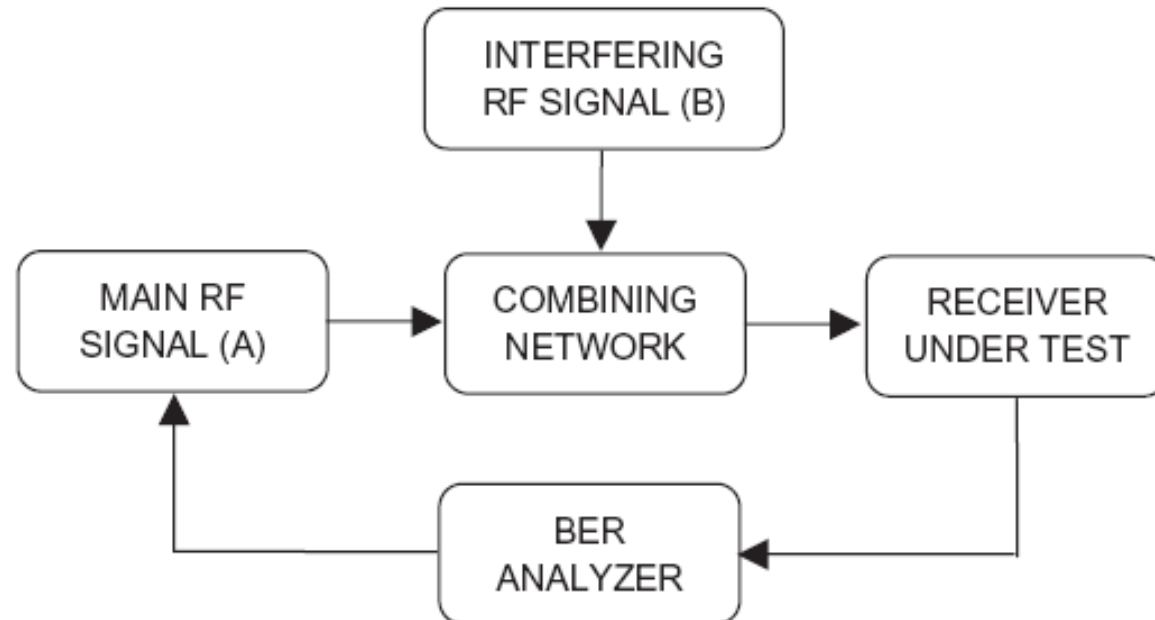 INTERFERING
RF SIGNAL (B)
MAIN RF
SIGNAL (A)
COMBINING
NETWORK
RECEIVER
UNDER TEST
BER
ANALYZER